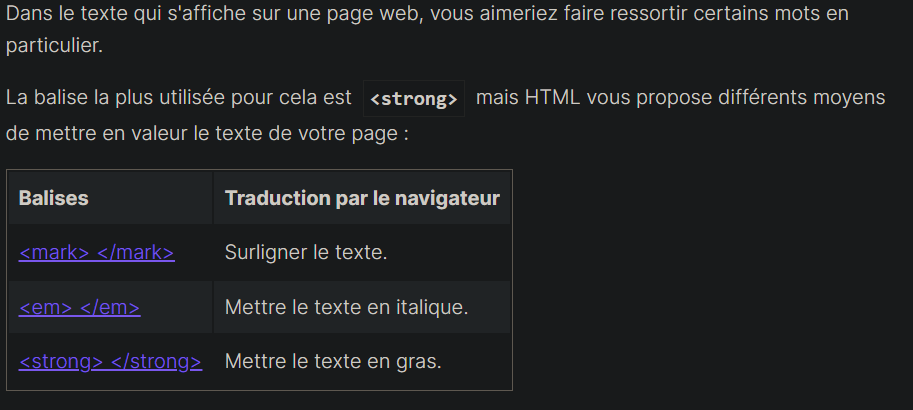 Dans le texte qui s'affiche sur une page web, vous aimeriez faire ressortir certains mots en
particulier.
La balise la plus utilisée pour cela est <strong> mais HTML vous propose différents moyens
de mettre en valeur le texte de votre page :
Balises Traduction par le navigateur
<mark> </mark> Surligner le texte.
<em> </em> Mettre le texte en italique.
<strong> </strong> Mettre le texte en gras.